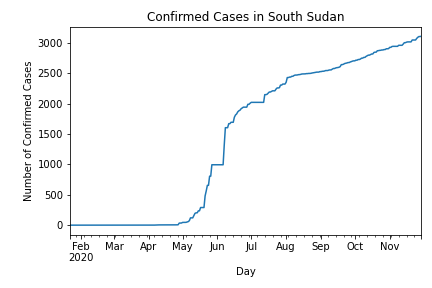 Confirmed Cases in South Sudan
Number of Confirmed Cases
3000
2500
2000
1500
1000
500
0
Feb Mar Apr May Jun Jul Aug Sep Oct Nov
2020
Day